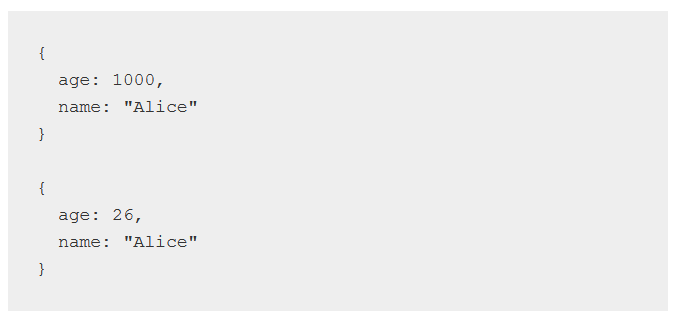 {
  age: 1000,
  name: "Alice"
}
{
  age: 26,
  name: "Alice"
}